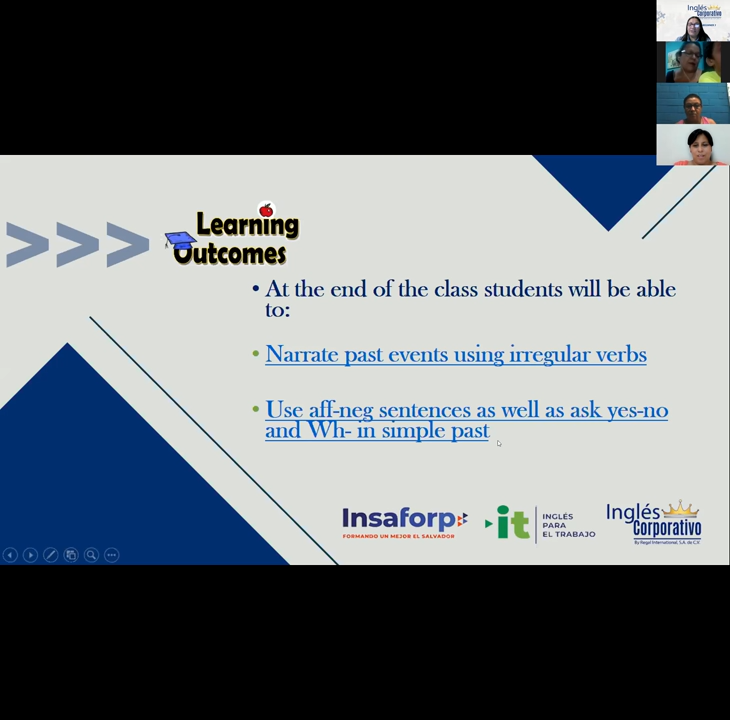 Inglés
Corporativo
>>>
Learning
Outcomes
• At the end of the class students will be able
to:
• Narrate past events using irregular verbs
• Use aff-neg sentences as well as ask yes-no
and Wh- in simple past
Insaforp
FORMANDO UN MEJOR EL SALVADOR
it
INGLÉS
PARA
EL TRABAJO
Inglés
Corporativo
By Regal International, S.A. de C.V.